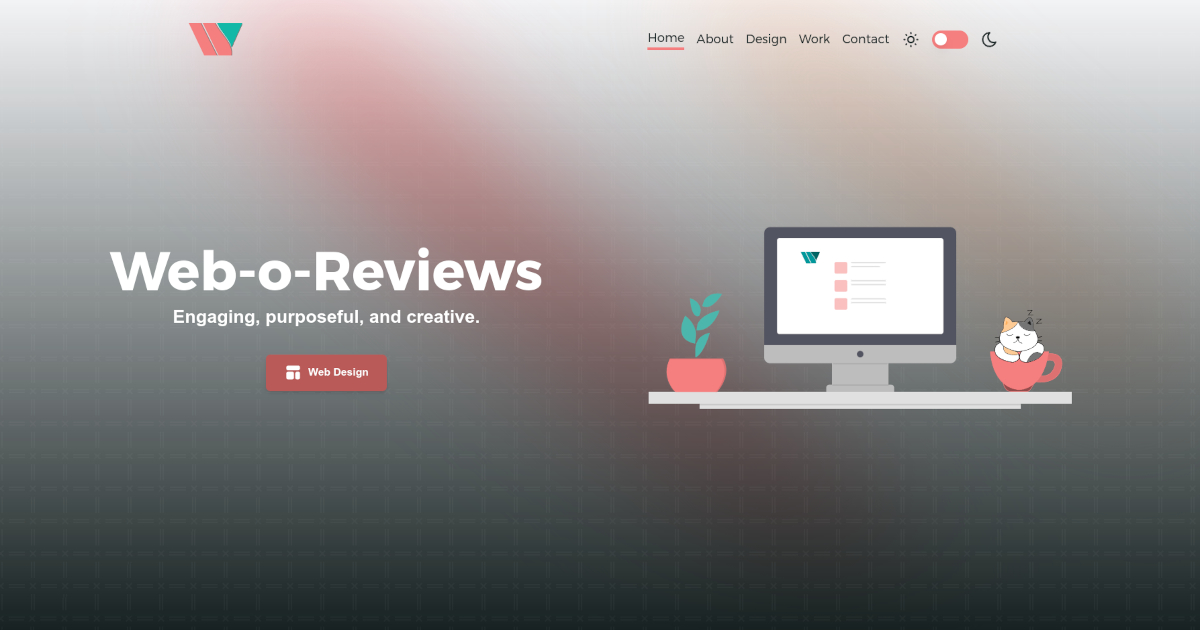 Home About Design Work Contact
Web-o-Reviews
Engaging, purposeful, and creative.
Web Design
z
z
z